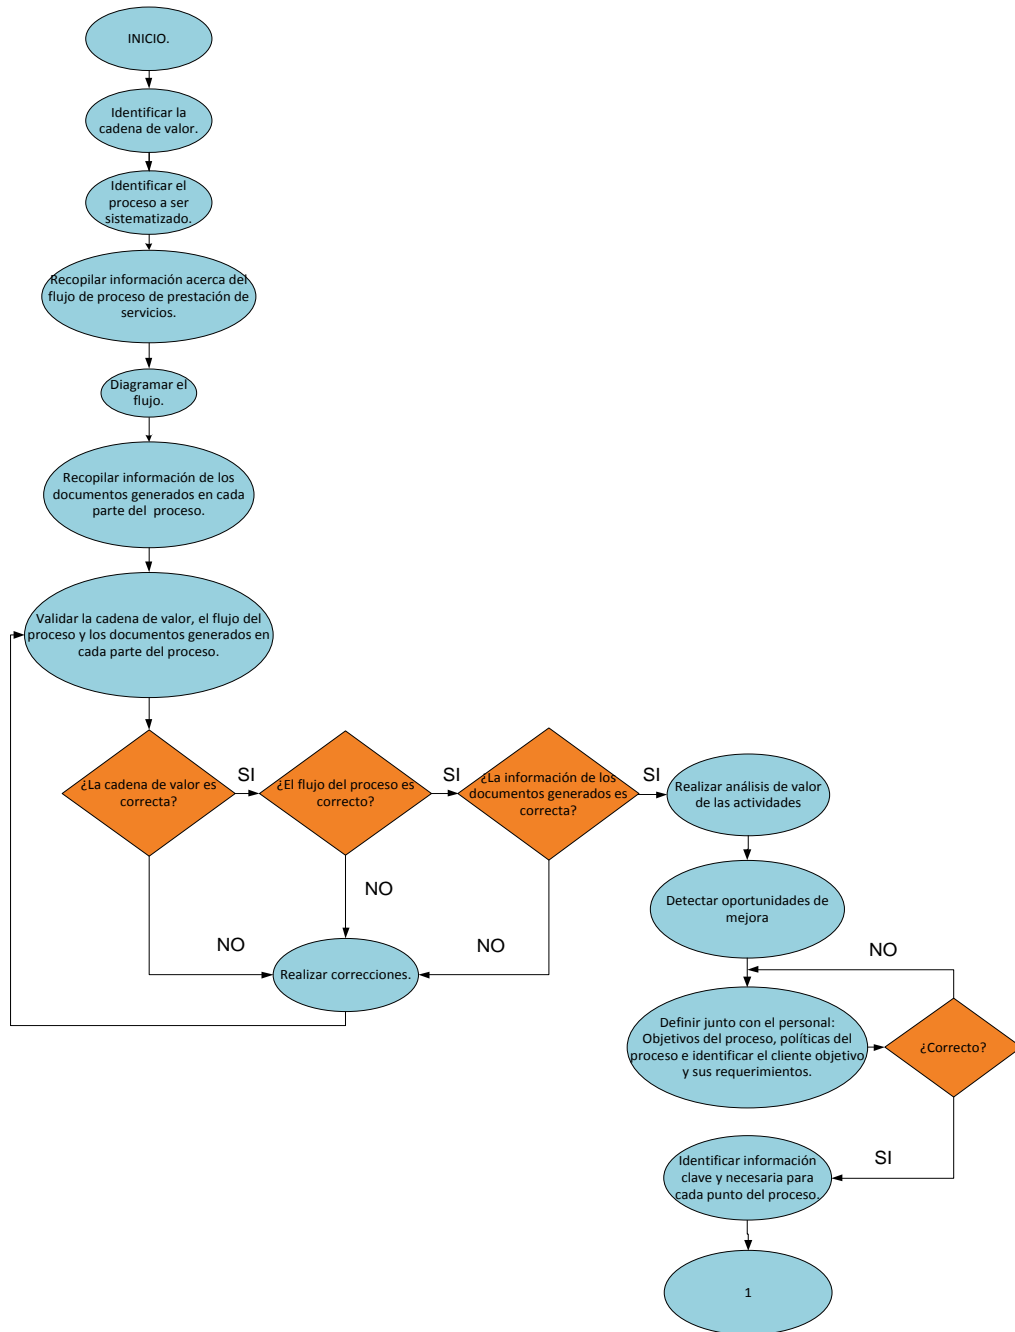 INICIO.
Identificar la
cadena de valor.
Identificar el
proceso a ser
sistematizado.
Recopilar información acerca del
flujo de proceso de prestación de
servicios.
Diagramar el
flujo.
Recopilar información de los
documentos generados en cada
parte del proceso.
Validar la cadena de valor, el flujo del
proceso y los documentos generados en
cada parte del proceso.
¿La cadena de valor es
correcta?
SI
¿El flujo del proceso es
correcto?
SI
¿La información de los
documentos generados es
correcta?
SI
Realizar análisis de valor
de las actividades
NO
NO
NO
Realizar correcciones.
Detectar oportunidades de
mejora
NO
Definir junto con el personal:
Objetivos del proceso, políticas del
proceso e identificar el cliente objetivo
y sus requerimientos.
¿Correcto?
SI
Identificar información
clave y necesaria para
cada punto del proceso.
1